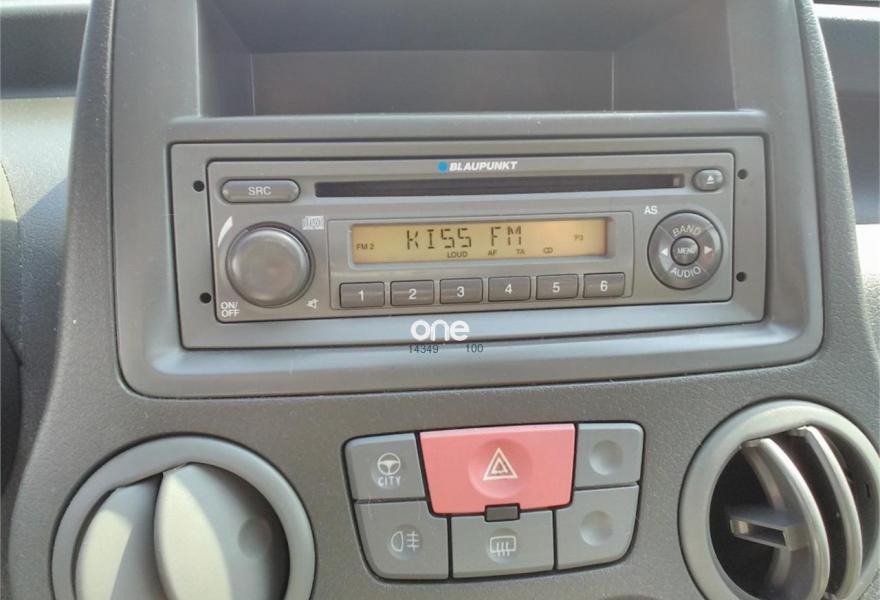 BLAUPUNKT
SRC
AS
FM 2
KISS FM
P3
LOUD AF TA CD
BAND
MENU
AUDIO
1 2 3 4 5 6
ON/
OFF
one
14349 100
CITY